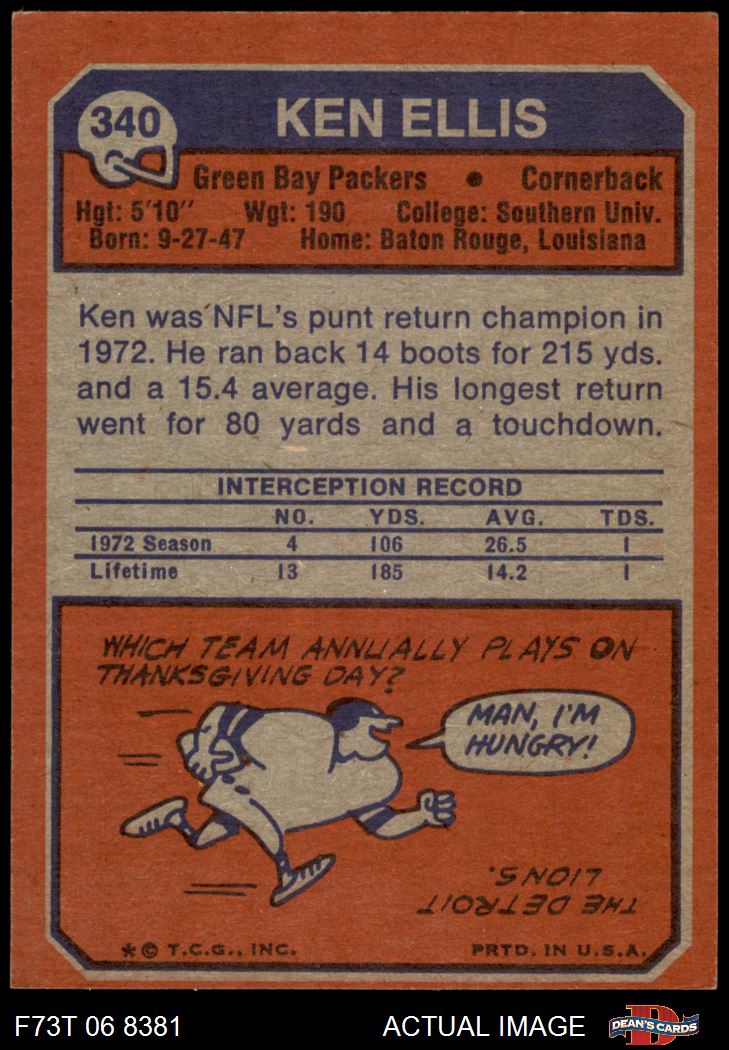 340
KEN ELLIS
Green Bay Packers • Cornerback
Hgt: 5'10" Wgt: 190 College: Southern Univ.
Born: 9-27-47 Home: Baton Rouge, Louisiana
Ken was NFL's punt return champion in
1972. He ran back 14 boots for 215 yds.
and a 15.4 average. His longest return
went for 80 yards and a touchdown.
INTERCEPTION RECORD
NO. YDS. AVG. TDS.
1972 Season 4 106 26.5 1
Lifetime 13 185 14.2 1
WHICH TEAM ANNUALLY PLAYS ON
THANKSGIVING DAY?
MAN, I'M
HUNGRY!
THE DETROIT
LIONS.
* © T.C.G., INC. PRTD. IN U.S.A.
F73T 06 8381 ACTUAL IMAGE D
DEAN'S CARDS